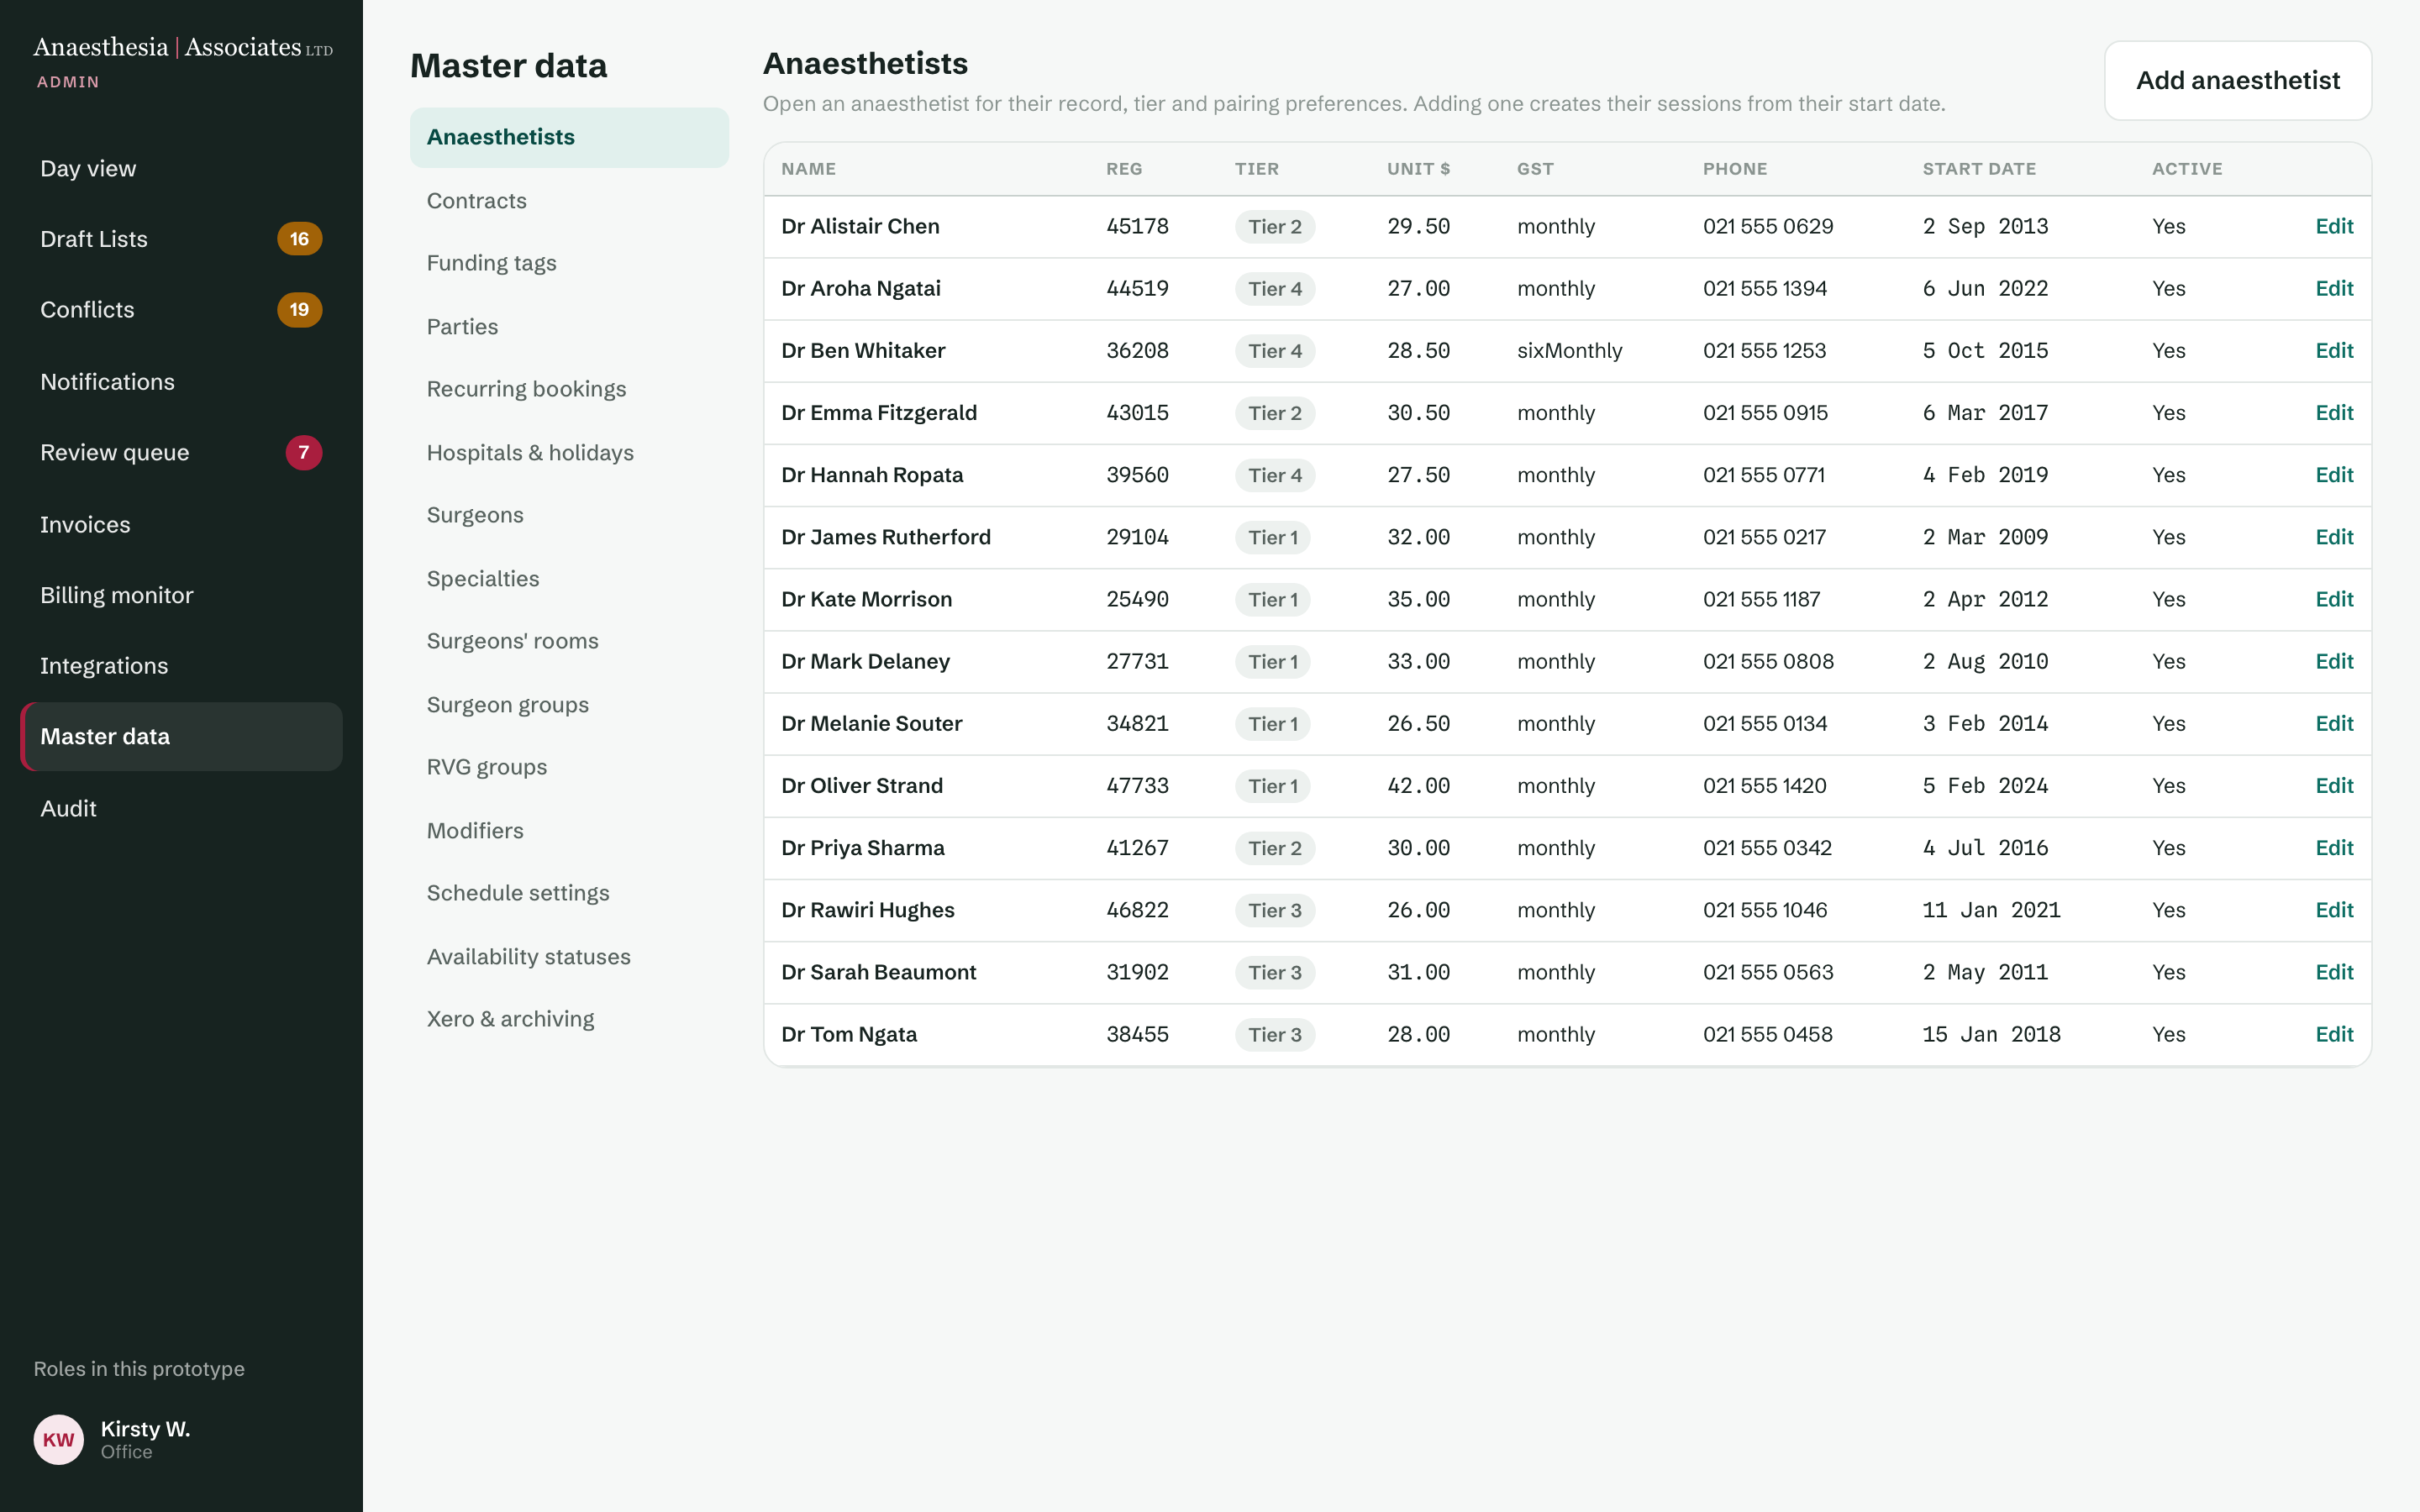 Anaesthesia | Associates LTD
ADMIN
Day view
Draft Lists 16
Conflicts 19
Notifications
Review queue 7
Invoices
Billing monitor
Integrations
Master data
Audit
Roles in this prototype
KW
Kirsty W.
Office
Master data
Anaesthetists
Contracts
Funding tags
Parties
Recurring bookings
Hospitals & holidays
Surgeons
Specialties
Surgeons' rooms
Surgeon groups
RVG groups
Modifiers
Schedule settings
Availability statuses
Xero & archiving
Anaesthetists
Open an anaesthetist for their record, tier and pairing preferences. Adding one creates their sessions from their start date.
Add anaesthetist
NAME REG TIER UNIT $ GST PHONE START DATE ACTIVE
Dr Alistair Chen 45178 Tier 2 29.50 monthly 021 555 0629 2 Sep 2013 Yes Edit
Dr Aroha Ngatai 44519 Tier 4 27.00 monthly 021 555 1394 6 Jun 2022 Yes Edit
Dr Ben Whitaker 36208 Tier 4 28.50 sixMonthly 021 555 1253 5 Oct 2015 Yes Edit
Dr Emma Fitzgerald 43015 Tier 2 30.50 monthly 021 555 0915 6 Mar 2017 Yes Edit
Dr Hannah Ropata 39560 Tier 4 27.50 monthly 021 555 0771 4 Feb 2019 Yes Edit
Dr James Rutherford 29104 Tier 1 32.00 monthly 021 555 0217 2 Mar 2009 Yes Edit
Dr Kate Morrison 25490 Tier 1 35.00 monthly 021 555 1187 2 Apr 2012 Yes Edit
Dr Mark Delaney 27731 Tier 1 33.00 monthly 021 555 0808 2 Aug 2010 Yes Edit
Dr Melanie Souter 34821 Tier 1 26.50 monthly 021 555 0134 3 Feb 2014 Yes Edit
Dr Oliver Strand 47733 Tier 1 42.00 monthly 021 555 1420 5 Feb 2024 Yes Edit
Dr Priya Sharma 41267 Tier 2 30.00 monthly 021 555 0342 4 Jul 2016 Yes Edit
Dr Rawiri Hughes 46822 Tier 3 26.00 monthly 021 555 1046 11 Jan 2021 Yes Edit
Dr Sarah Beaumont 31902 Tier 3 31.00 monthly 021 555 0563 2 May 2011 Yes Edit
Dr Tom Ngata 38455 Tier 3 28.00 monthly 021 555 0458 15 Jan 2018 Yes Edit